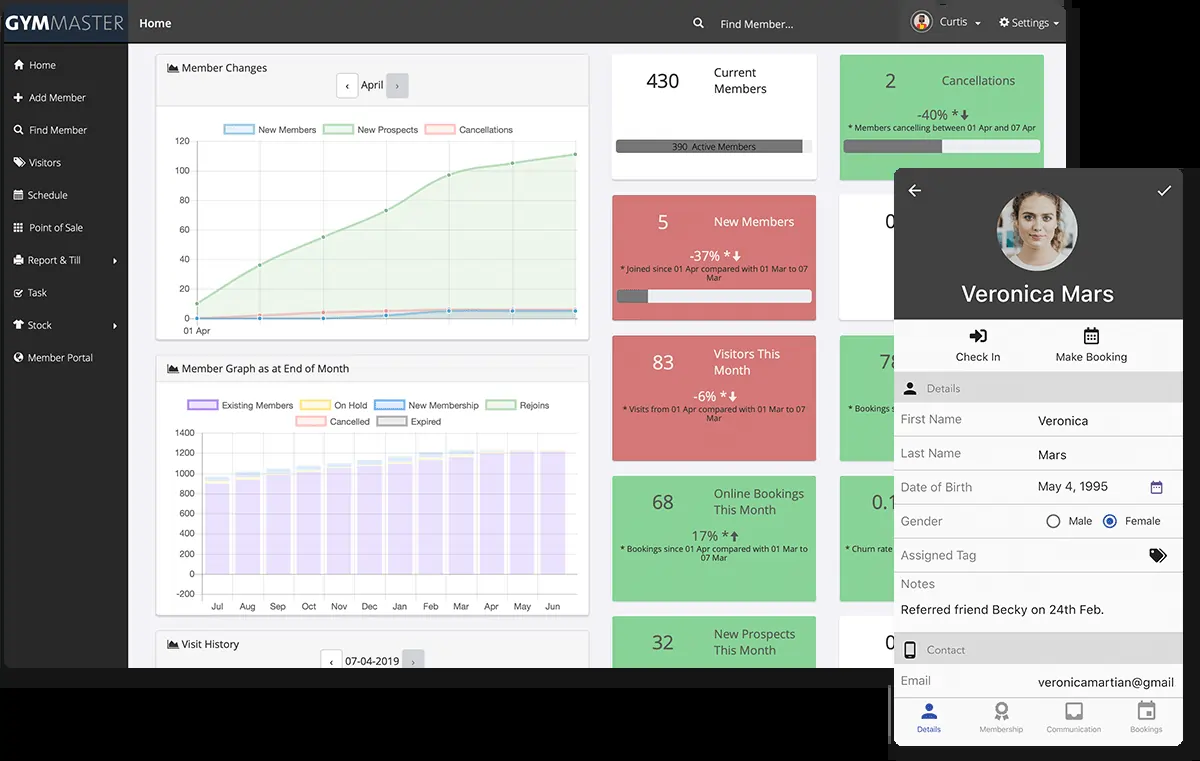 GYMMASTER
Home
Find Member...
Curtis
Settings
Home
Add Member
Find Member
Visitors
Schedule
Point of Sale
Report & Till
Task
Stock
Member Portal
Member Changes
April
New Members
New Prospects
Cancellations
120
100
80
60
40
20
0
01 Apr
Member Graph as at End of Month
Existing Members
On Hold
New Membership
Rejoins
Cancelled
Expired
1400
1200
1000
800
600
400
200
0
-200
Jul Aug Sep Oct Nov Dec Jan Feb Mar Apr May Jun
Visit History
07-04-2019
430
Current
Members
390 Active Members
2
Cancellations
-40% *
* Members cancelling between 01 Apr and 07 Apr
5
New Members
-37% *
* Joined since 01 Apr compared with 01 Mar to 07
Mar
0
83
Visitors This
Month
-6% *
* Visits from 01 Apr compared with 01 Mar to 07
Mar
* Bookings
68
Online Bookings
This Month
17% *
* Bookings since 01 Apr compared with 01 Mar to
07 Mar
0.1
* Churn rate
32
New Prospects
This Month
0
Veronica Mars
Check In
Make Booking
Details
First Name
Veronica
Last Name
Mars
Date of Birth
May 4, 1995
Gender
Male
Female
Assigned Tag
Notes
Referred friend Becky on 24th Feb.
Contact
Email
veronicamartian@gmail
Details
Membership
Communication
Bookings